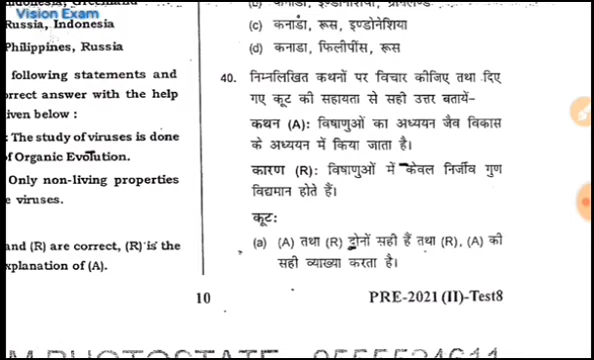 Vision Exam
Russia, Indonesia
Philippines, Russia
following statements and
orrect answer with the help
iven below :
: The study of viruses is done
f Organic Evolution.
Only non-living properties
e viruses.
and (R) are correct, (R) is the
xplanation of (A).
(c) कनाडा, रूस, इण्डोनेशिया
(d) कनाडा, फिलीपींस, रूस
40. निम्नलिखित कथनों पर विचार कीजिए तथा दिए
गए कूट की सहायता से सही उत्तर बतायें-
कथन (A): विषाणुओं का अध्ययन जैव विकास
के अध्ययन में किया जाता है।
कारण (R): विषाणुओं में केवल निर्जीव गुण
विद्यमान होते हैं।
कूट:
(a) (A) तथा (R) दोनों सही हैं तथा (R), (A) की
सही व्याख्या करता है।
10
PRE-2021 (II)-Test8